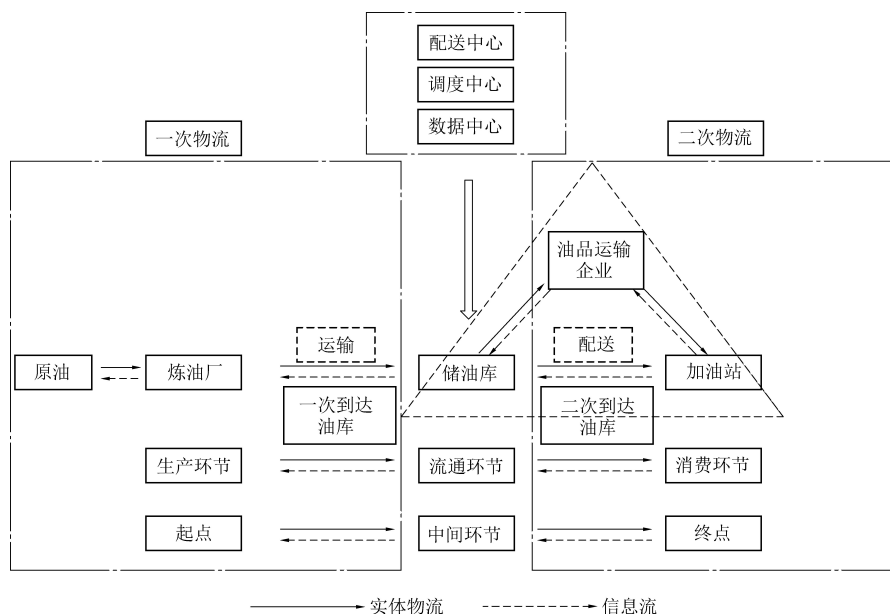 配送中心
调度中心
数据中心
一次物流
二次物流
油品运输
企业
运输
配送
原油
炼油厂
储油库
加油站
一次到达
油库
二次到达
油库
生产环节
流通环节
消费环节
起点
中间环节
终点
实体物流
信息流